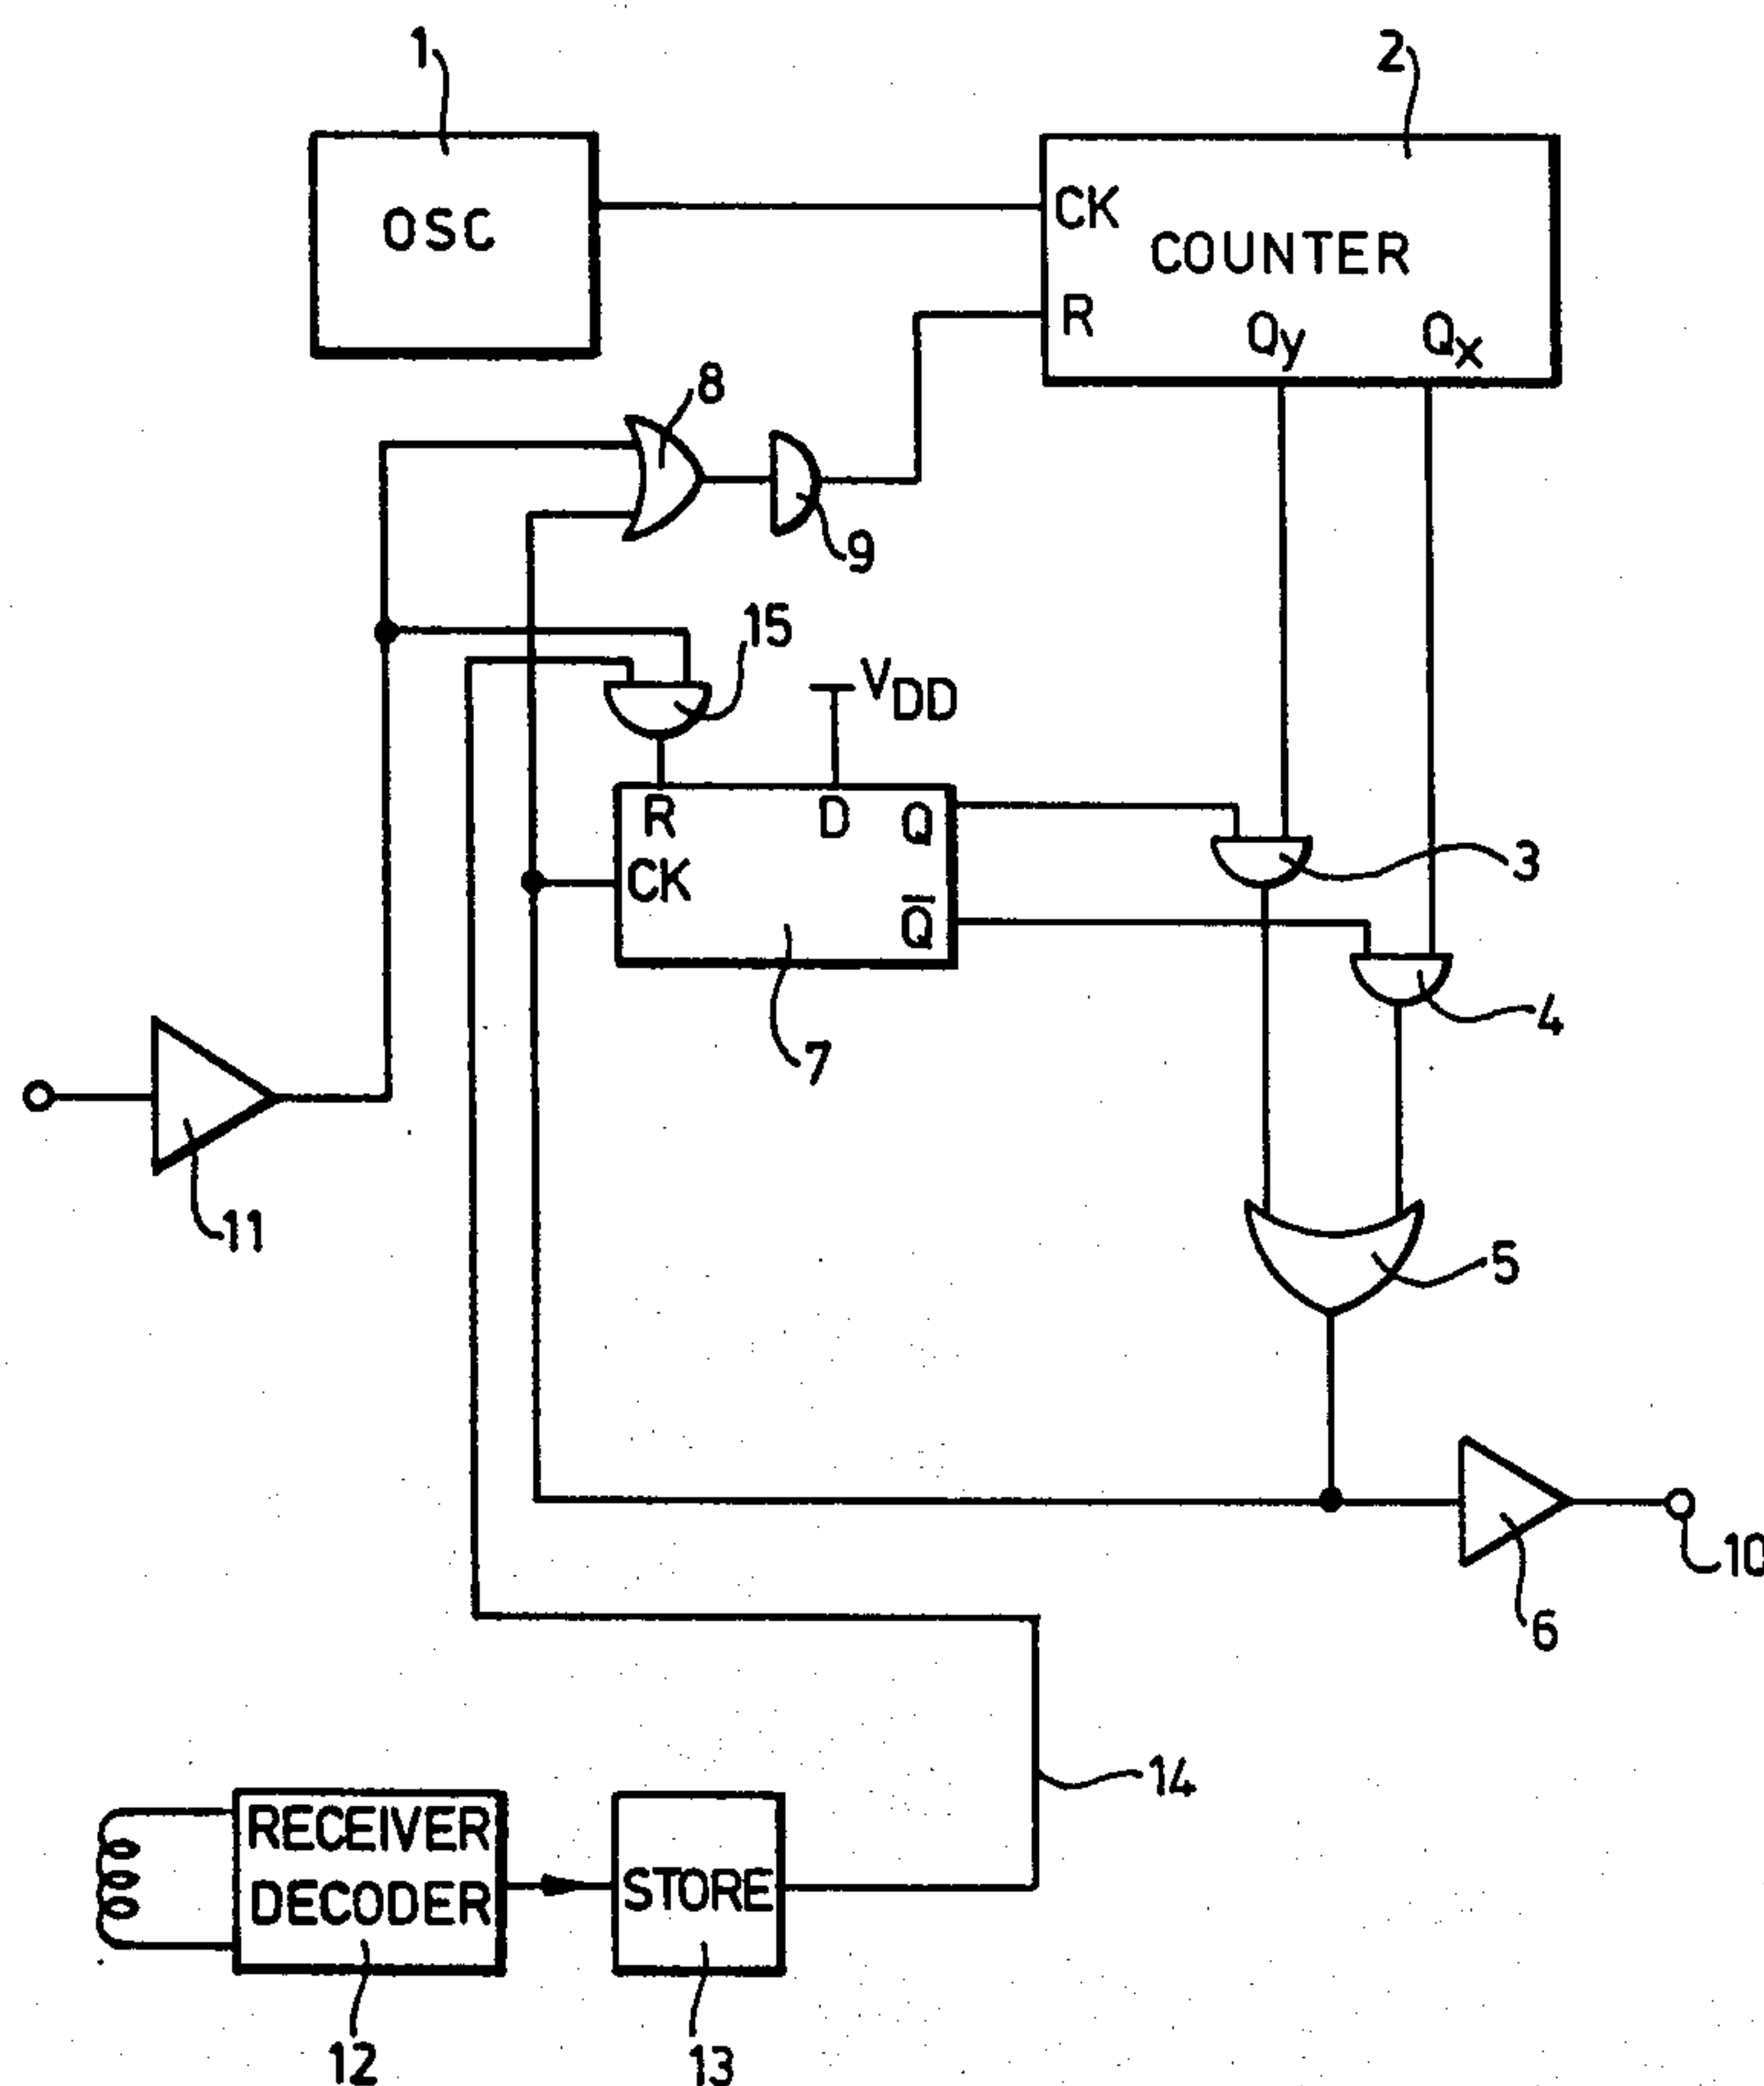 1
2
OSC
CK
COUNTER
R
Qy
Qx
8
9
15
VDD
R
D
Q
CK
Q̅
3
4
7
11
5
10
6
14
RECEIVER
DECODER
STORE
12
13